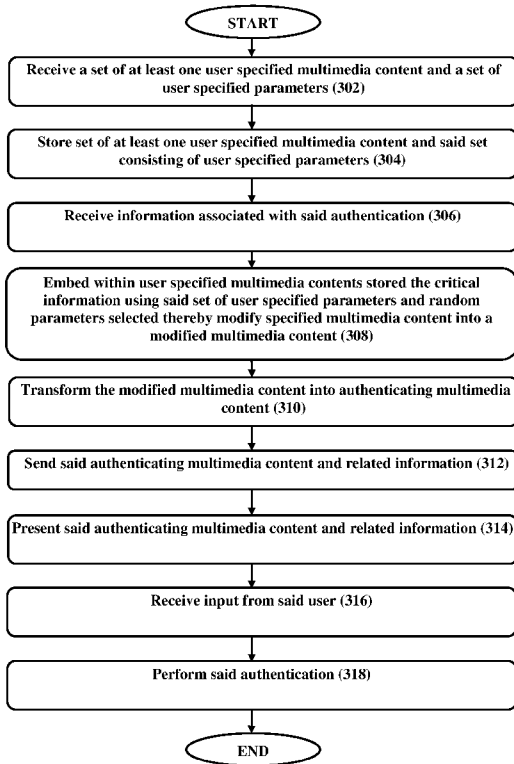 START
Receive a set of at least one user specified multimedia content and a set of
user specified parameters (302)
Store set of at least one user specified multimedia content and said set
consisting of user specified parameters (304)
Receive information associated with said authentication (306)
Embed within user specified multimedia contents stored the critical
information using said set of user specified parameters and random
parameters selected thereby modify specified multimedia content into a
modified multimedia content (308)
Transform the modified multimedia content into authenticating multimedia
content (310)
Send said authenticating multimedia content and related information (312)
Present said authenticating multimedia content and related information (314)
Receive input from said user (316)
Perform said authentication (318)
END